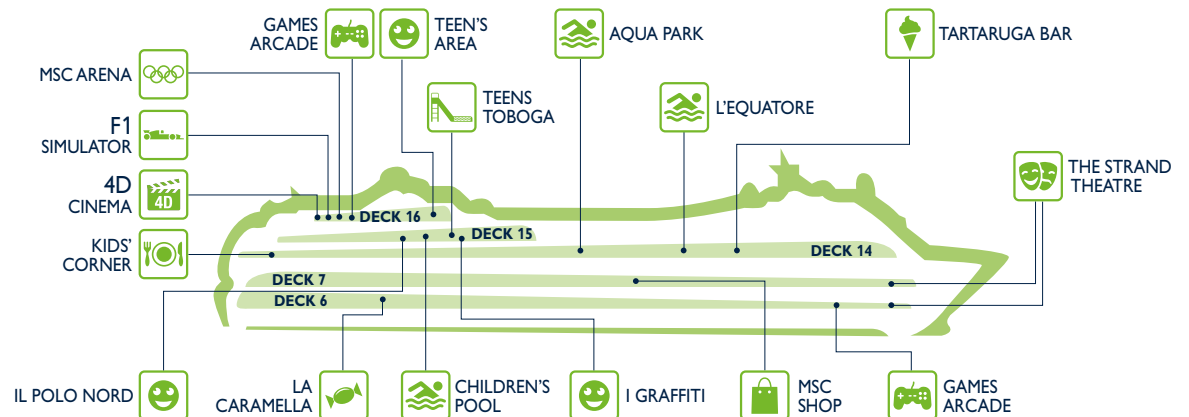 GAMES
ARCADE
TEEN'S
AREA
AQUA PARK
TARTARUGA BAR
MSC ARENA
TEENS
TOBOGA
L'EQUATORE
F1
SIMULATOR
THE STRAND
THEATRE
4D
CINEMA
4D
DECK 16
DECK 15
KIDS'
CORNER
DECK 14
DECK 7
DECK 6
IL POLO NORD
LA
CARAMELLA
CHILDREN'S
POOL
I GRAFFITI
MSC
SHOP
GAMES
ARCADE